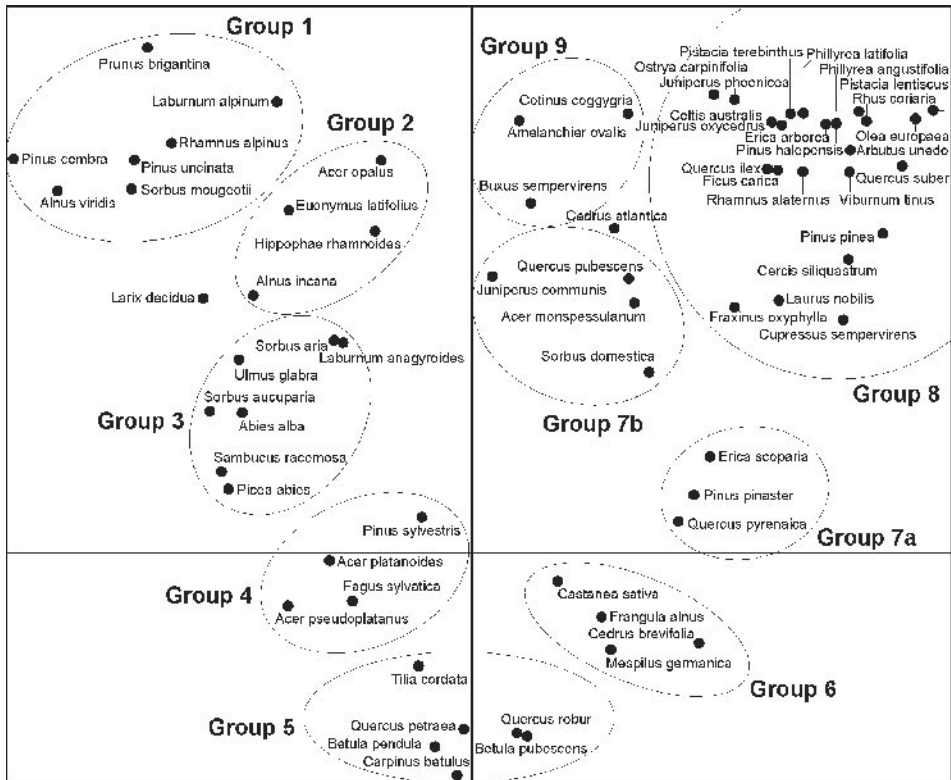 Group 1
Prunus brigantina
Laburnum alpinum
Rhamnus alpinus
Pinus cembra
Pinus uncinata
Alnus viridis
Sorbus mougeotii
Group 2
Acer opalus
Euonymus latifolius
Hippophae rhamnoides
Alnus incana
Larix decidua
Sorbus aria
Laburnum anagyroides
Ulmus glabra
Sorbus aucuparia
Group 3
Abies alba
Sambucus racemosa
Picea abies
Pinus sylvestris
Acer platanoides
Group 4
Fagus sylvatica
Acer pseudoplatanus
Tilia cordata
Group 5
Quercus petraea
Betula pendula
Carpinus betulus
Quercus robur
Betula pubescens
Group 9
Cotinus coggygria
Amelanchier ovalis
Buxus sempervirens
Cedrus atlantica
Pistacia terebinthus
Phillyrea latifolia
Ostrya carpinifolia
Phillyrea angustifolia
Juniperus phoenicea
Pistacia lentiscus
Rhus coriaria
Celtis australis
Juniperus oxycedrus
Erica arborea
Olea europaea
Pinus halepensis
Arbutus unedo
Quercus ilex
Ficus carica
Quercus suber
Rhamnus alaternus
Viburnum tinus
Pinus pinea
Cercis siliquastrum
Laurus nobilis
Fraxinus oxyphylla
Cupressus sempervirens
Group 8
Quercus pubescens
Juniperus communis
Acer monspessulanum
Sorbus domestica
Group 7b
Erica scoparia
Pinus pinaster
Quercus pyrenaica
Group 7a
Castanea sativa
Frangula alnus
Cedrus brevifolia
Mespilus germanica
Group 6